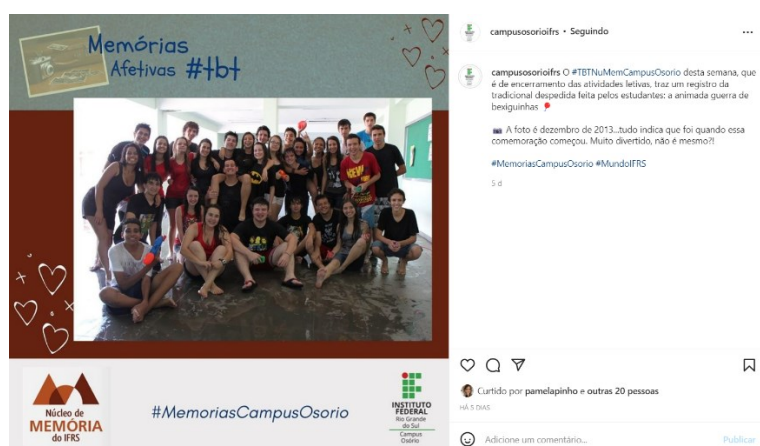 Memórias
Afetivas #tbt
Núcleo de
MEMÓRIA
do IFRS
#MemoriasCampusOsorio
INSTITUTO
FEDERAL
Rio Grande
do Sul
Campus
Osório
campusosorioifrs • Seguindo
campusosorioifrs O #TBTNuMemCampusOsorio desta semana, que
é de encerramento das atividades letivas, traz um registro da
tradicional despedida feita pelos estudantes: a animada guerra de
bexiguinhas 🎈
📷 A foto é dezembro de 2013...tudo indica que foi quando essa
comemoração começou. Muito divertido, não é mesmo?!
#MemoriasCampusOsorio #MundoIFRS
5 d
Curtido por pamelapinho e outras 20 pessoas
HÁ 5 DIAS
Adicione um comentário...
Publicar